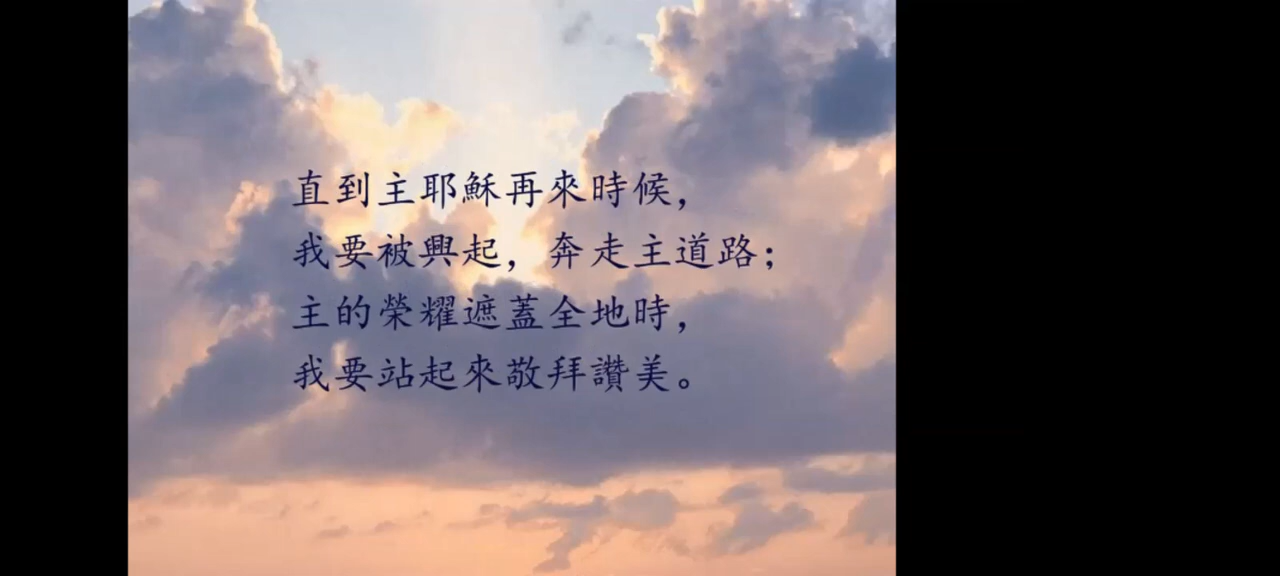 直到主耶穌再來時候，
我要被興起，奔走主道路；
主的榮耀遮蓋全地時，
我要站起來敬拜讚美。